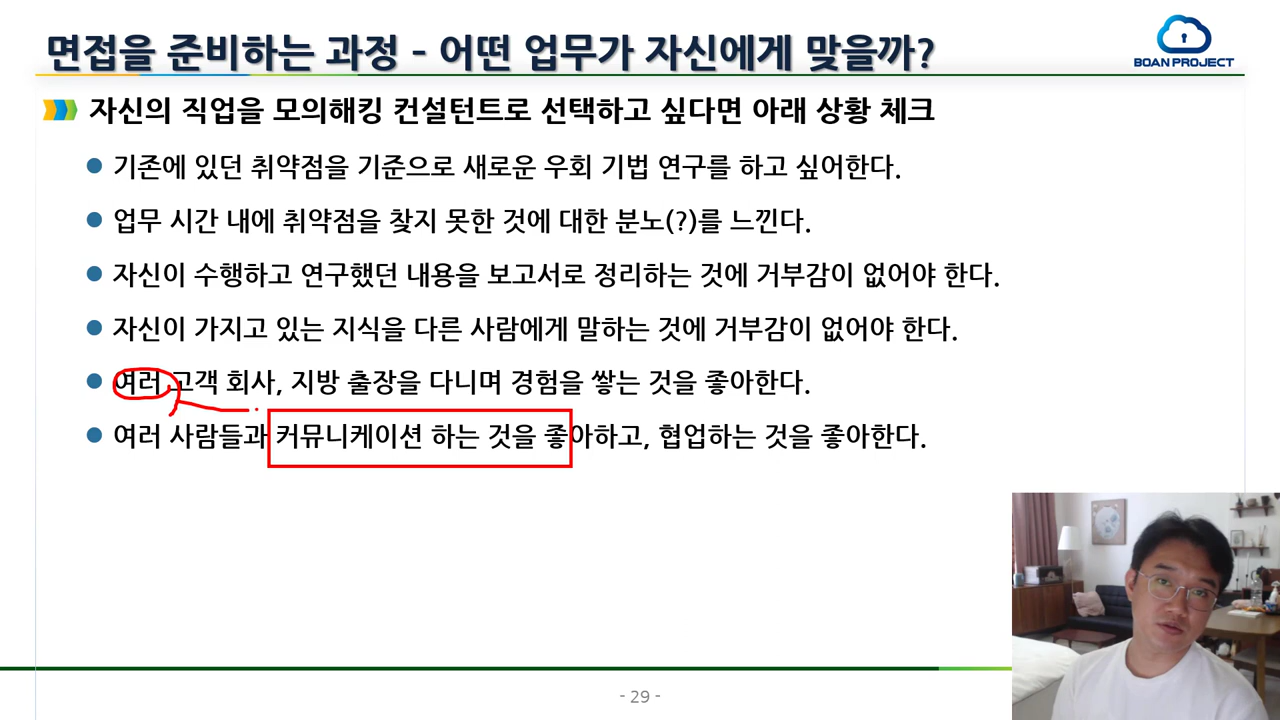 면접을 준비하는 과정 - 어떤 업무가 자신에게 맞을까?
BOAN PROJECT
자신의 직업을 모의해킹 컨설턴트로 선택하고 싶다면 아래 상황 체크
기존에 있던 취약점을 기준으로 새로운 우회 기법 연구를 하고 싶어한다.
업무 시간 내에 취약점을 찾지 못한 것에 대한 분노(?)를 느낀다.
자신이 수행하고 연구했던 내용을 보고서로 정리하는 것에 거부감이 없어야 한다.
자신이 가지고 있는 지식을 다른 사람에게 말하는 것에 거부감이 없어야 한다.
여러 고객 회사, 지방 출장을 다니며 경험을 쌓는 것을 좋아한다.
여러 사람들과 커뮤니케이션 하는 것을 좋아하고, 협업하는 것을 좋아한다.
- 29 -